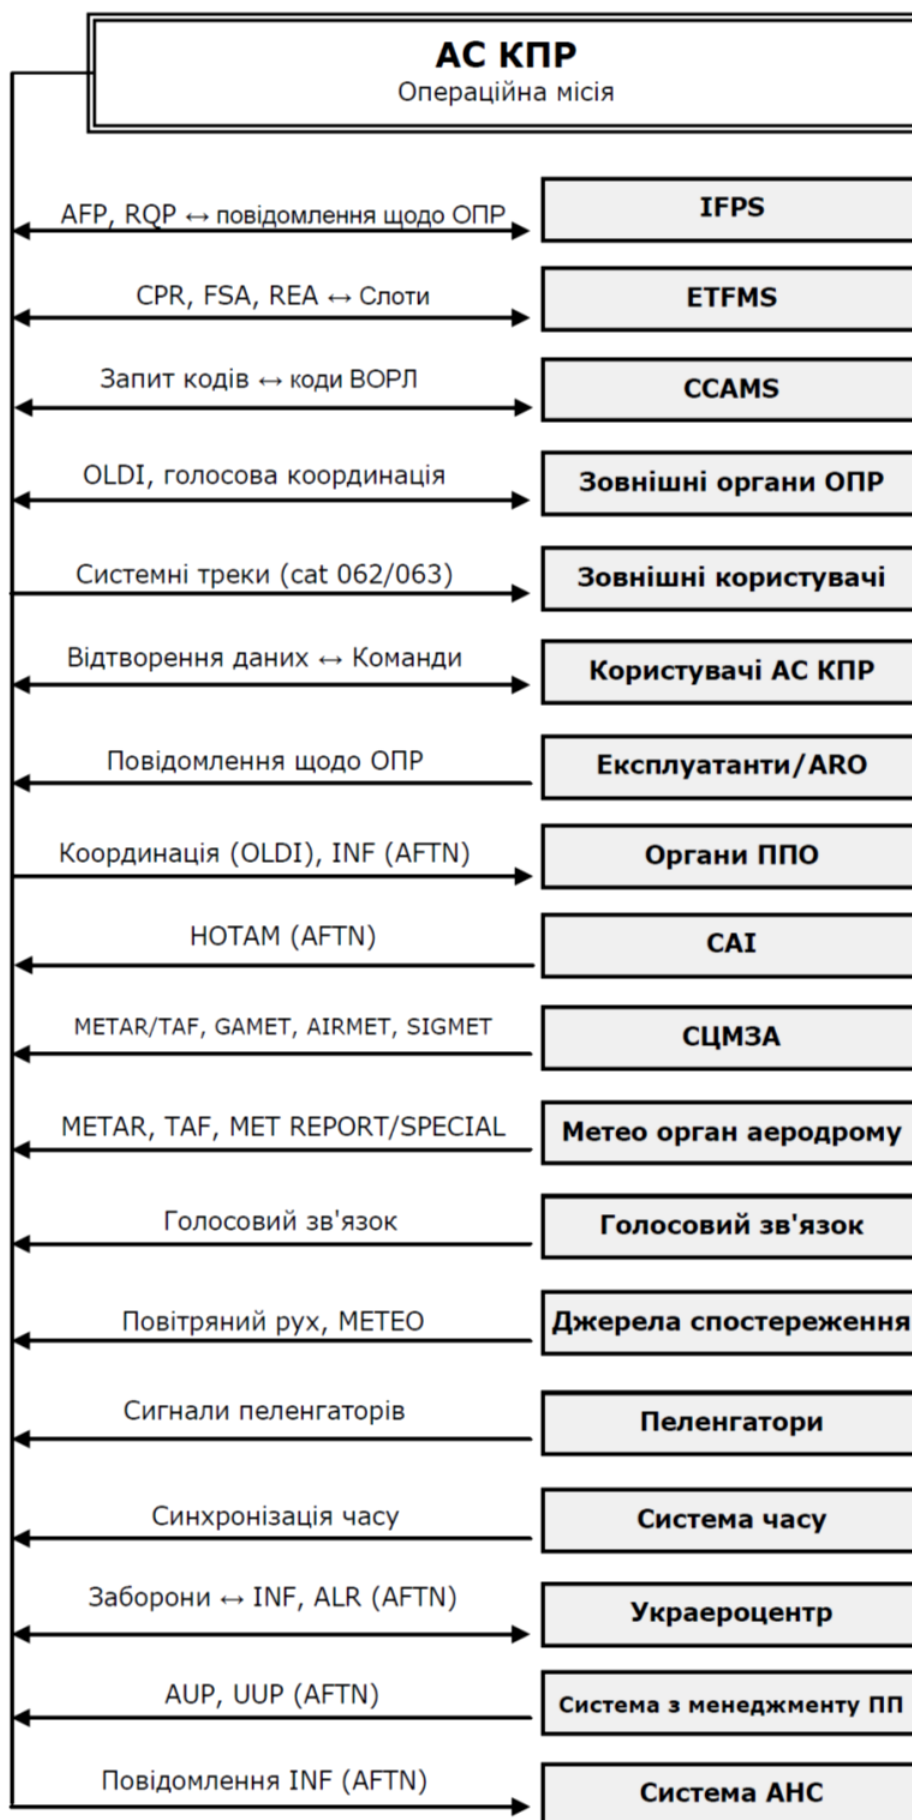 АС КПР
Операційна місія
AFP, RQP ↔ повідомлення щодо ОПР
IFPS
CPR, FSA, REA ↔ Слоти
ETFMS
Запит кодів ↔ коди ВОРЛ
CCAMS
OLDI, голосова координація
Зовнішні органи ОПР
Системні треки (cat 062/063)
Зовнішні користувачі
Відтворення даних ↔ Команди
Користувачі АС КПР
Повідомлення щодо ОПР
Експлуатанти/ARO
Координація (OLDI), INF (AFTN)
Органи ППО
НОТАМ (AFTN)
САІ
METAR/TAF, GAMET, AIRMET, SIGMET
СЦМЗА
METAR, TAF, MET REPORT/SPECIAL
Метео орган аеродрому
Голосовий зв'язок
Голосовий зв'язок
Повітряний рух, МЕТЕО
Джерела спостереження
Сигнали пеленгаторів
Пеленгатори
Синхронізація часу
Система часу
Заборони ↔ INF, ALR (AFTN)
Украероцентр
AUP, UUP (AFTN)
Система з менеджменту ПП
Повідомлення INF (AFTN)
Система АНС